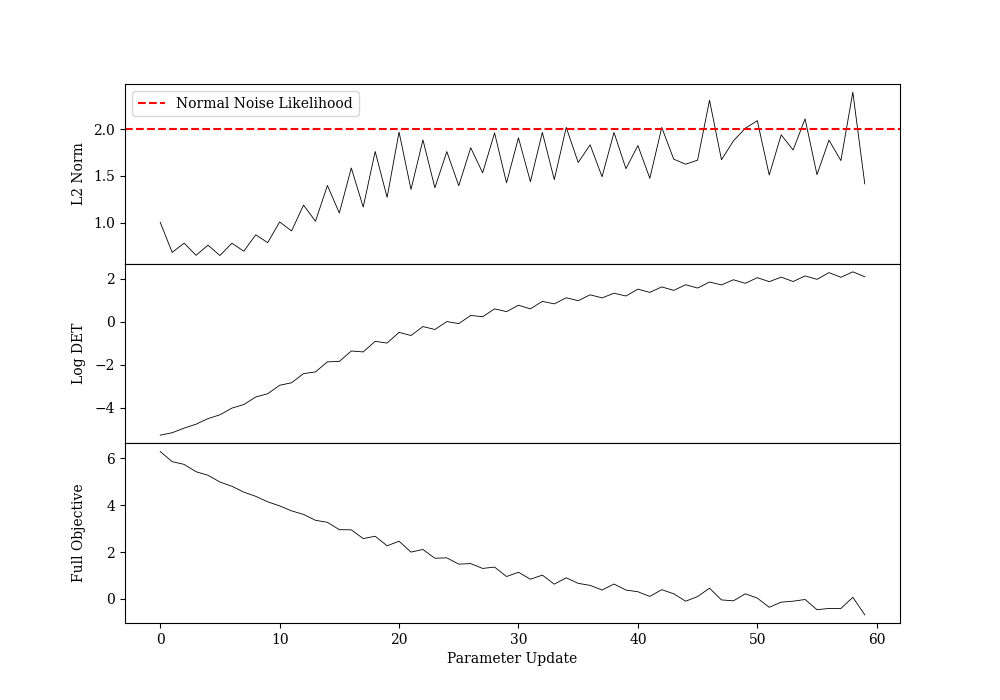 Normal Noise Likelihood
2.0
1.5
1.0
L2 Norm
2
0
−2
−4
Log DET
6
4
2
0
Full Objective
0 10 20 30 40 50 60
Parameter Update